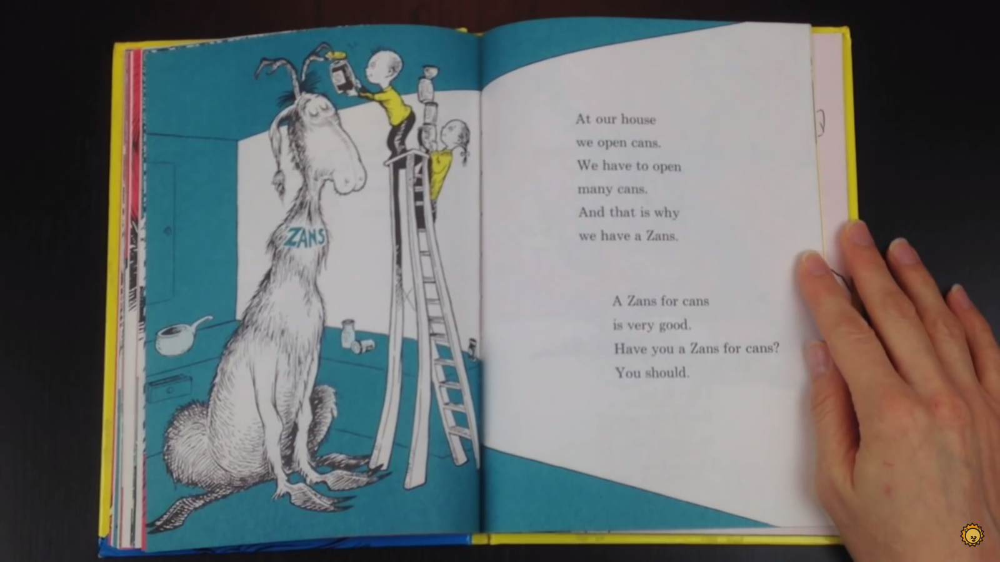 ZANS
At our house
we open cans.
We have to open
many cans.
And that is why
we have a Zans.
A Zans for cans
is very good.
Have you a Zans for cans?
You should.